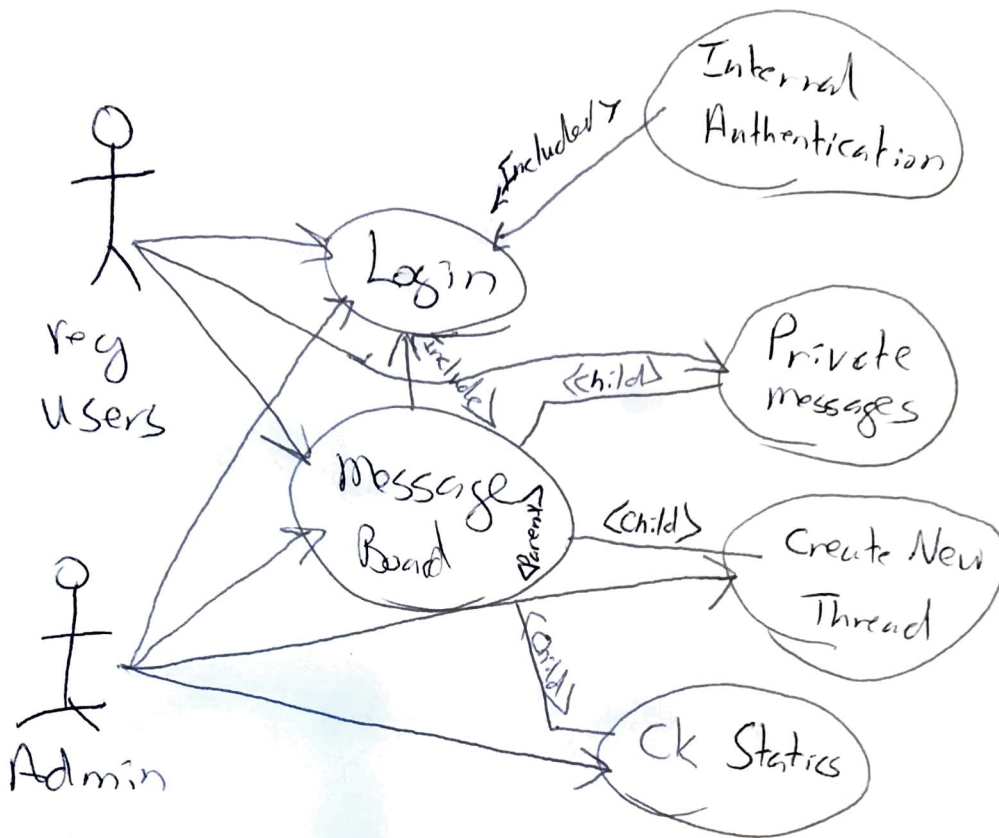 Internal
Authentication
<Include>
Login
reg
users
<include>
Private
messages
<child>
Message
Board
<Parent>
<child>
Create New
Thread
<child>
Admin
Ck Statics